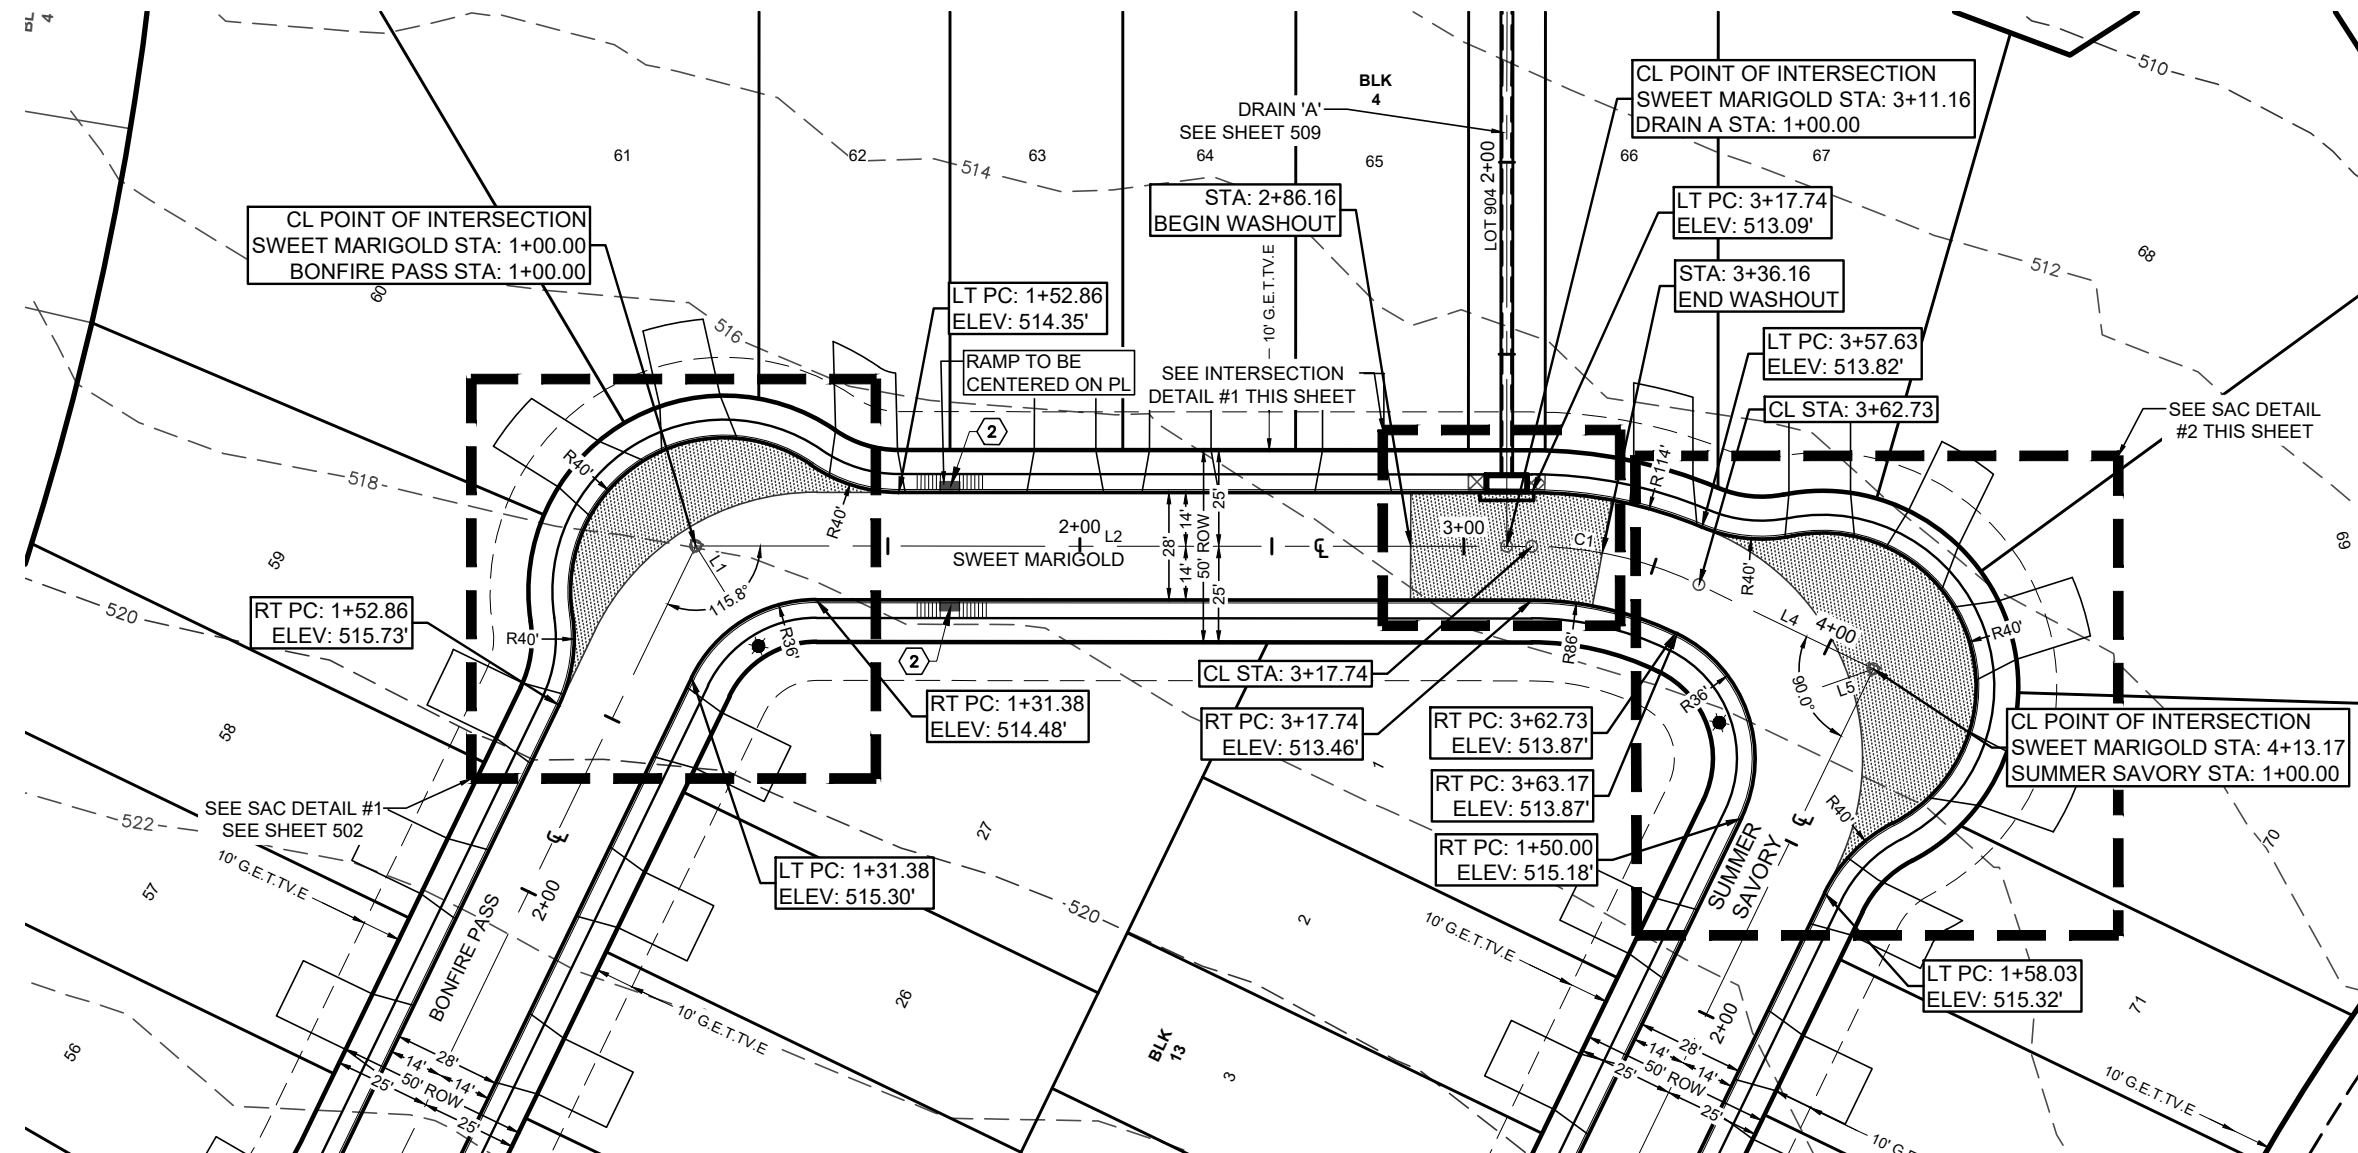 BL
4
510
BLK
4
DRAIN 'A'
SEE SHEET 509
CL POINT OF INTERSECTION
SWEET MARIGOLD STA: 3+11.16
DRAIN A STA: 1+00.00
61
62
63
64
65
66
67
68
514
512
LOT 904
2+00
STA: 2+86.16
BEGIN WASHOUT
LT PC: 3+17.74
ELEV: 513.09'
CL POINT OF INTERSECTION
SWEET MARIGOLD STA: 1+00.00
BONFIRE PASS STA: 1+00.00
60
10' G.E.T.TV.E
STA: 3+36.16
END WASHOUT
LT PC: 1+52.86
ELEV: 514.35'
516
LT PC: 3+57.63
ELEV: 513.82'
RAMP TO BE
CENTERED ON PL
SEE INTERSECTION
DETAIL #1 THIS SHEET
CL STA: 3+62.73
SEE SAC DETAIL
#2 THIS SHEET
2
R40'
R114'
518
R40'
25'
14'
2+00
L2
28'
50' ROW
SWEET MARIGOLD
14'
25'
CL
3+00
C1
R40'
69
L1
115.8°
59
520
RT PC: 1+52.86
ELEV: 515.73'
R40'
R36'
2
R86'
L4
4+00
R40'
90.0°
L5
CL STA: 3+17.74
R36'
RT PC: 1+31.38
ELEV: 514.48'
RT PC: 3+17.74
ELEV: 513.46'
RT PC: 3+62.73
ELEV: 513.87'
CL POINT OF INTERSECTION
SWEET MARIGOLD STA: 4+13.17
SUMMER SAVORY STA: 1+00.00
58
1
RT PC: 3+63.17
ELEV: 513.87'
R40'
SEE SAC DETAIL #1
SEE SHEET 502
522
CL
27
RT PC: 1+50.00
ELEV: 515.18'
CL
SUMMER
SAVORY
70
10' G.E.T.TV.E
LT PC: 1+31.38
ELEV: 515.30'
57
2+00
BONFIRE PASS
520
2
10' G.E.T.TV.E
LT PC: 1+58.03
ELEV: 515.32'
26
10' G.E.T.TV.E
71
2+00
56
BLK
13
3
28'
14'
14'
25'
50' ROW
25'
28'
14'
14'
50' ROW
25'
25'
10' G.E.T.TV.E
10' G.E